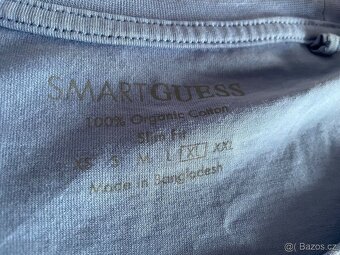 SMARTGUESS
100% Organic Cotton
Slim Fit
XS S M L XL XXL
Made in Bangladesh
Bazos.cz